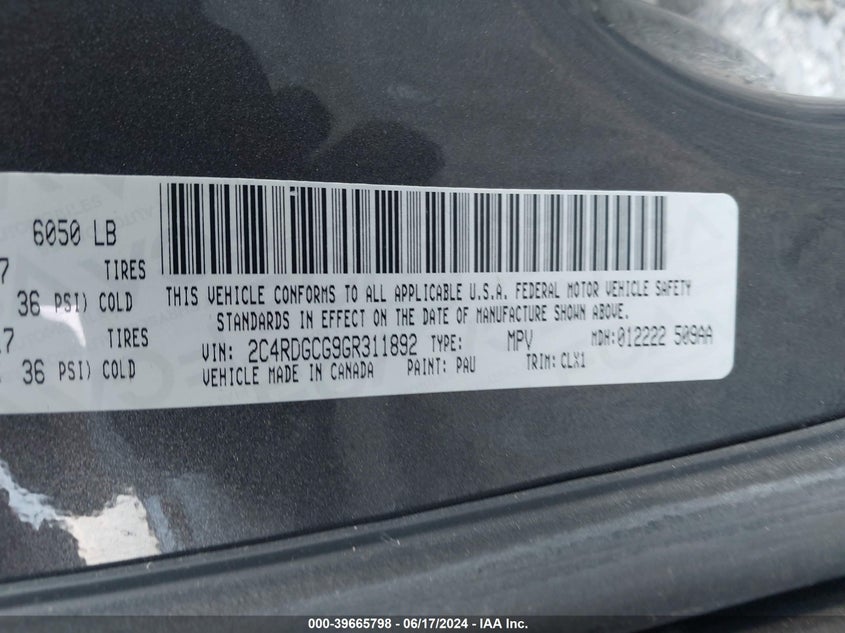 6050 LB
7 TIRES
36 PSI) COLD
17 TIRES
36 PSI) COLD
THIS VEHICLE CONFORMS TO ALL APPLICABLE U.S.A. FEDERAL MOTOR VEHICLE SAFETY
STANDARDS IN EFFECT ON THE DATE OF MANUFACTURE SHOWN ABOVE.
VIN: 2C4RDGCG9GR311892 TYPE: MPV MDH:012222 509AA
VEHICLE MADE IN CANADA PAINT: PAU TRIM: CLX1
000-39665798 - 06/17/2024 - IAA Inc.